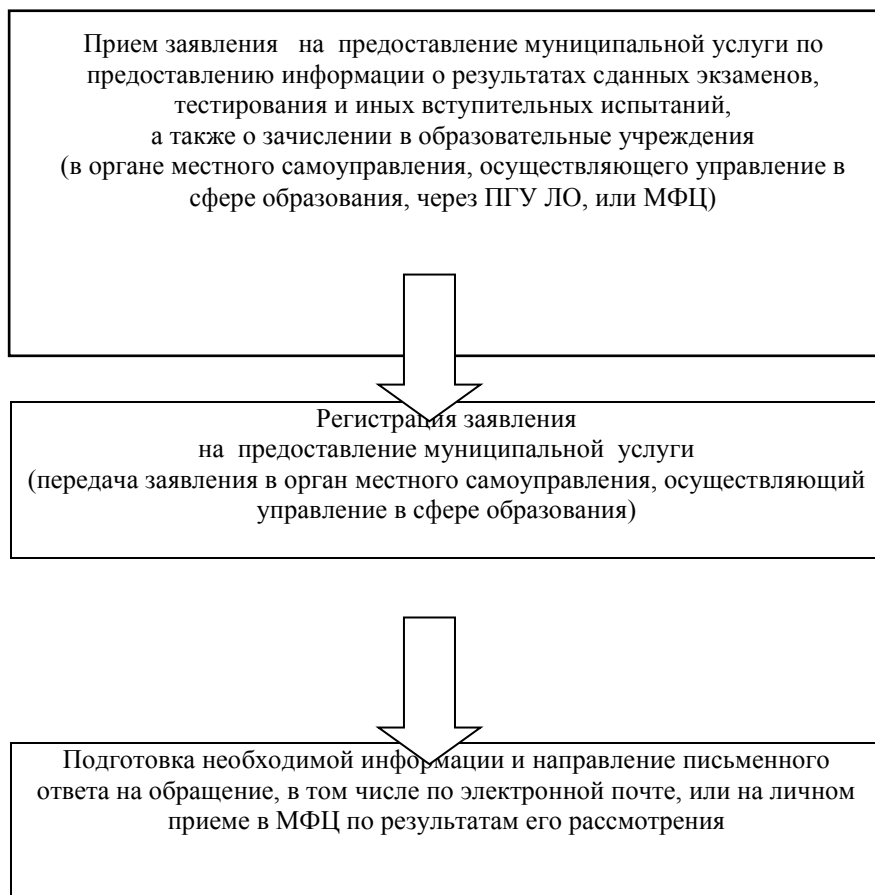 Прием заявления на предоставление муниципальной услуги по
предоставлению информации о результатах сданных экзаменов,
тестирования и иных вступительных испытаний,
а также о зачислении в образовательные учреждения
(в органе местного самоуправления, осуществляющего управление в
сфере образования, через ПГУ ЛО, или МФЦ)
Регистрация заявления
на предоставление муниципальной услуги
(передача заявления в орган местного самоуправления, осуществляющий
управление в сфере образования)
Подготовка необходимой информации и направление письменного
ответа на обращение, в том числе по электронной почте, или на личном
приеме в МФЦ по результатам его рассмотрения